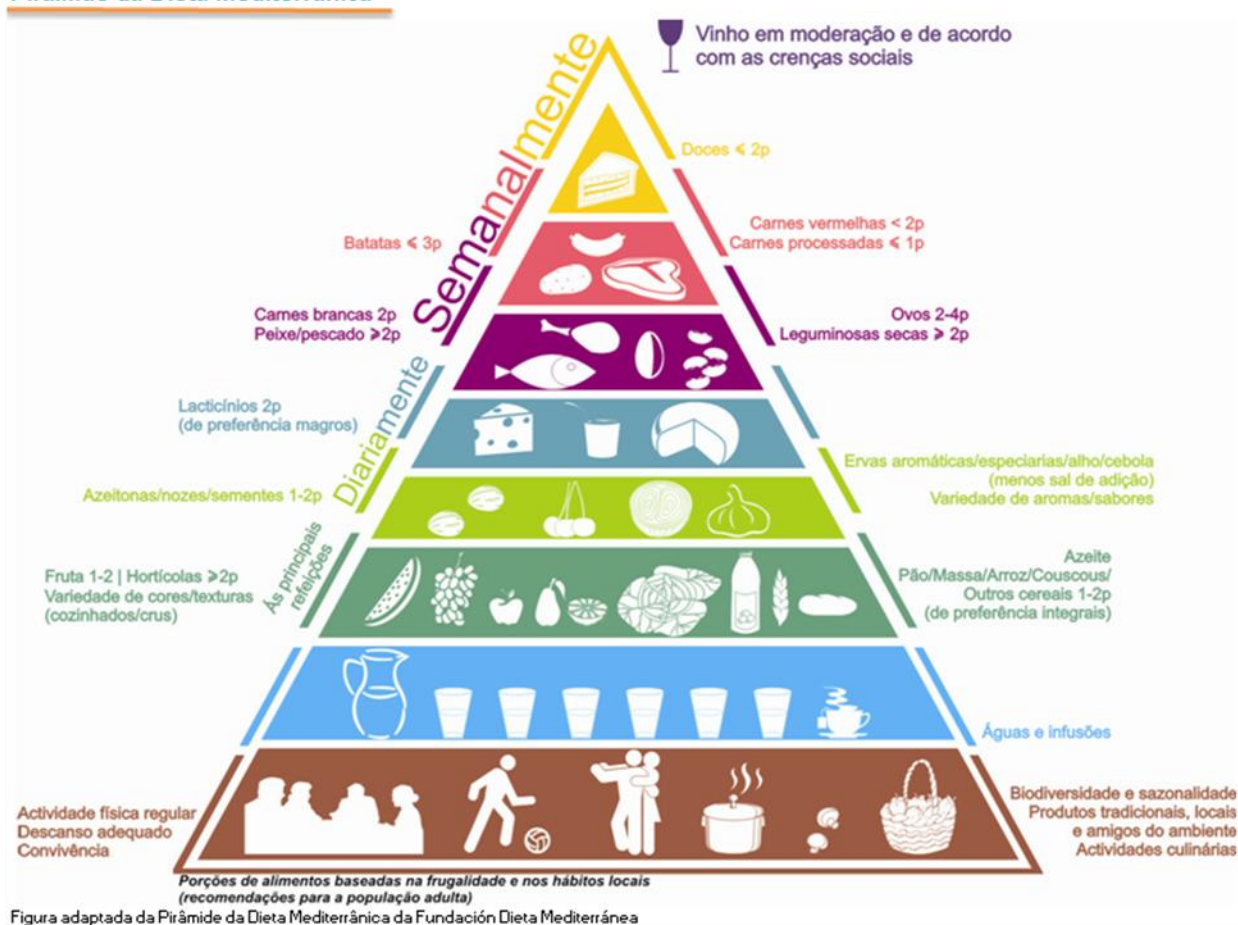 Vinho em moderação e de acordo
com as crenças sociais
Semanalmente
Doces ⩽ 2p
Batatas ⩽ 3p
Carnes vermelhas < 2p
Carnes processadas ⩽ 1p
Carnes brancas 2p
Peixe/pescado ⩾2p
Ovos 2-4p
Leguminosas secas ⩾ 2p
Diariamente
Lacticínios 2p
(de preferência magros)
Azeitonas/nozes/sementes 1-2p
Ervas aromáticas/especiarias/alho/cebola
(menos sal de adição)
Variedade de aromas/sabores
Às principais
refeições
Fruta 1-2 | Hortícolas ⩾2p
Variedade de cores/texturas
(cozinhados/crus)
Azeite
Pão/Massa/Arroz/Couscous/
Outros cereais 1-2p
(de preferência integrais)
Águas e infusões
Actividade física regular
Descanso adequado
Convivência
Biodiversidade e sazonalidade
Produtos tradicionais, locais
e amigos do ambiente
Actividades culinárias
Porções de alimentos baseadas na frugalidade e nos hábitos locais
(recomendações para a população adulta)
Figura adaptada da Pirâmide da Dieta Mediterrânica da Fundación Dieta Mediterránea